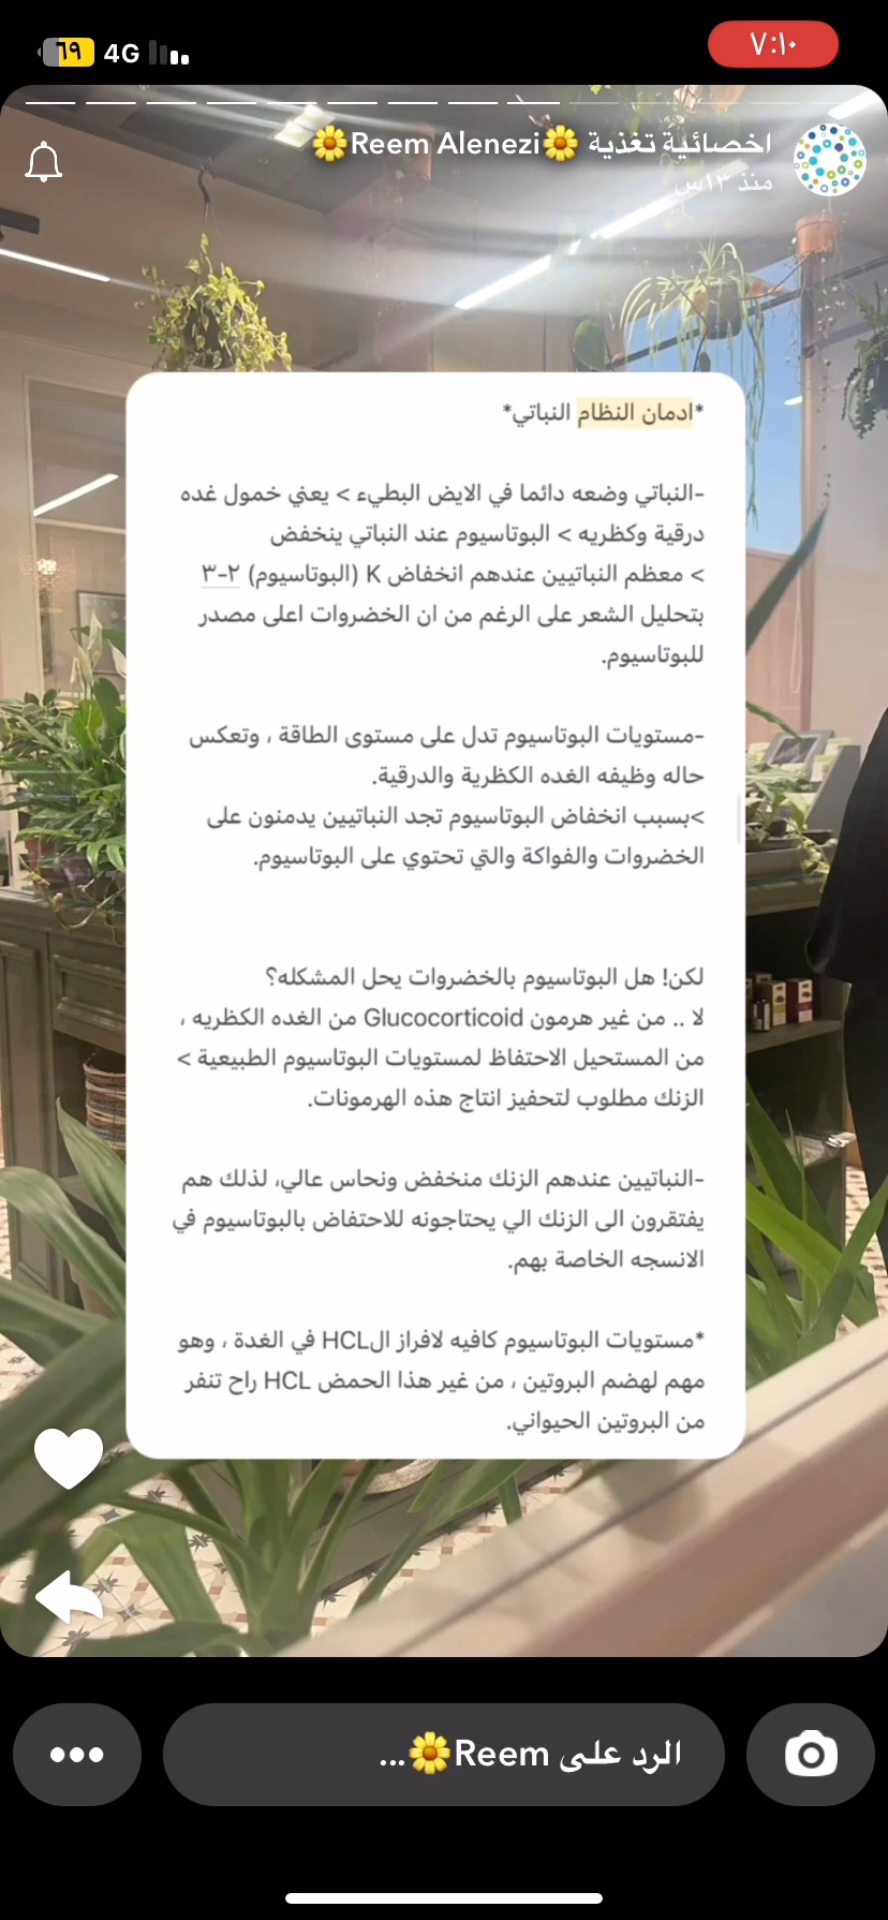 ٧:١٠
4G ٦٩
اخصائية تغذية 🌼Reem Alenezi🌼
منذ ١٣س
*ادمان النظام النباتي*
-النباتي وضعه دائما في الايض البطيء > يعني خمول غده
درقية وكظريه > البوتاسيوم عند النباتي ينخفض
> معظم النباتيين عندهم انخفاض K (البوتاسيوم) ٢-٣
بتحليل الشعر على الرغم من ان الخضروات اعلى مصدر
للبوتاسيوم.
-مستويات البوتاسيوم تدل على مستوى الطاقة ، وتعكس
حاله وظيفه الغده الكظرية والدرقية.
>بسبب انخفاض البوتاسيوم تجد النباتيين يدمنون على
الخضروات والفواكة والتي تحتوي على البوتاسيوم.
لكن! هل البوتاسيوم بالخضروات يحل المشكله؟
لا .. من غير هرمون Glucocorticoid من الغده الكظريه ،
من المستحيل الاحتفاظ لمستويات البوتاسيوم الطبيعية >
الزنك مطلوب لتحفيز انتاج هذه الهرمونات.
-النباتيين عندهم الزنك منخفض ونحاس عالي، لذلك هم
يفتقرون الى الزنك الي يحتاجونه للاحتفاض بالبوتاسيوم في
الانسجه الخاصة بهم.
*مستويات البوتاسيوم كافيه لافراز الHCL في الغدة ، وهو
مهم لهضم البروتين ، من غير هذا الحمض HCL راح تنفر
من البروتين الحيواني.
الرد على Reem🌼...